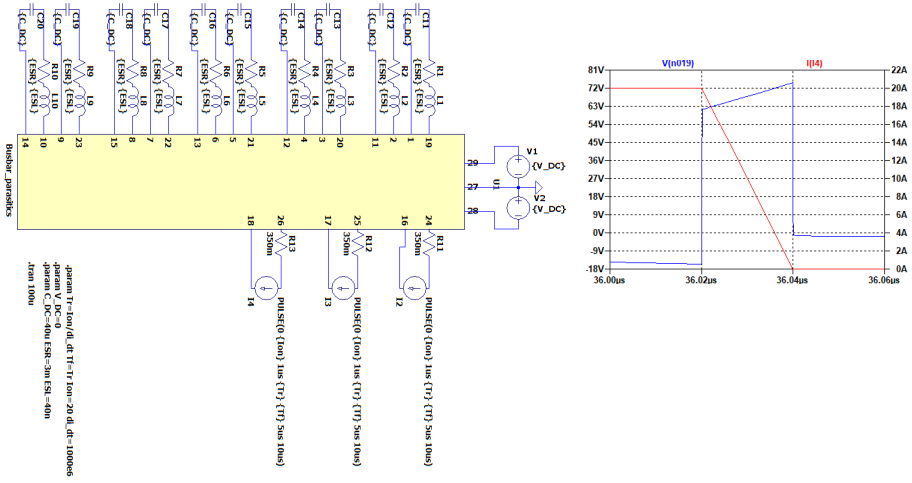 C20 {C_DC} R10 {ESR} L10 {ESL}
C19 {C_DC} R9 {ESR} L9 {ESL}
C18 {C_DC} R8 {ESR} L8 {ESL}
C17 {C_DC} R7 {ESR} L7 {ESL}
C16 {C_DC} R6 {ESR} L6 {ESL}
C15 {C_DC} R5 {ESR} L5 {ESL}
C14 {C_DC} R4 {ESR} L4 {ESL}
C13 {C_DC} R3 {ESR} L3 {ESL}
C12 {C_DC} R2 {ESR} L2 {ESL}
C11 {C_DC} R1 {ESR} L1 {ESL}
14 10 9 23 15 8 7 22 13 6 5 21 12 4 3 20 11 2 1 19
Busbar_parasitics
U1
29
27
28
V1
{V_DC}
V2
{V_DC}
18 26 17 25 16 24
R13
350m
R12
350m
R11
350m
I4
PULSE(0 {Ion} 1us {Tr} {Tf} 5us 10us)
I3
PULSE(0 {Ion} 1us {Tr} {Tf} 5us 10us)
I2
PULSE(0 {Ion} 1us {Tr} {Tf} 5us 10us)
.param Tr=Ion/di_dt Tf=Tr Ion=20 di_dt=1000e6
.param V_DC=0
.param C_DC=40u ESR=3m ESL=40n
.tran 100u
V(n019) I(I4)
81V 22A
72V 20A
63V 18A
54V 16A
45V 14A
36V 12A
27V 10A
18V 8A
9V 6A
0V 4A
-9V 2A
-18V 0A
36.00µs 36.02µs 36.04µs 36.06µs